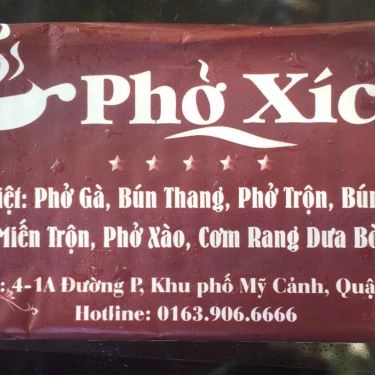 Phở Xíc
iệt: Phở Gà, Bún Thang, Phở Trộn, Bún
Miến Trộn, Phở Xào, Cơm Rang Dưa Bò
: 4-1A Đường P, Khu phố Mỹ Cảnh, Quậ
Hotline: 0163.906.6666